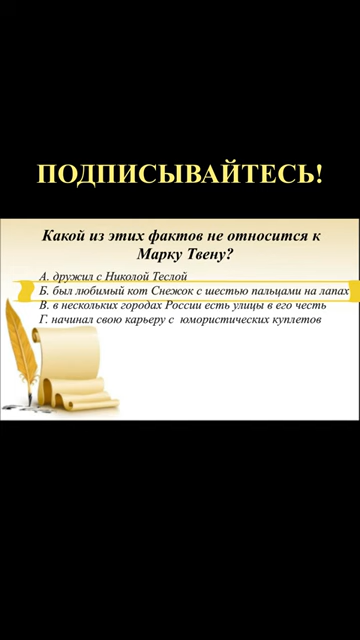 ПОДПИСЫВАЙТЕСЬ!
Какой из этих фактов не относится к
Марку Твену?
А. дружил с Николой Теслой
Б. был любимый кот Снежок с шестью пальцами на лапах
В. в нескольких городах России есть улицы в его честь
Г. начинал свою карьеру с юмористических куплетов